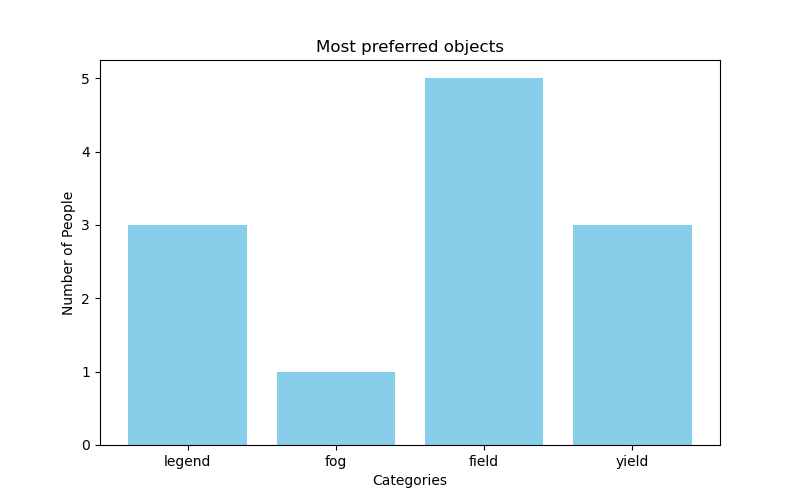 Most preferred objects
5
4
3
2
1
0
Number of People
legend fog field yield
Categories